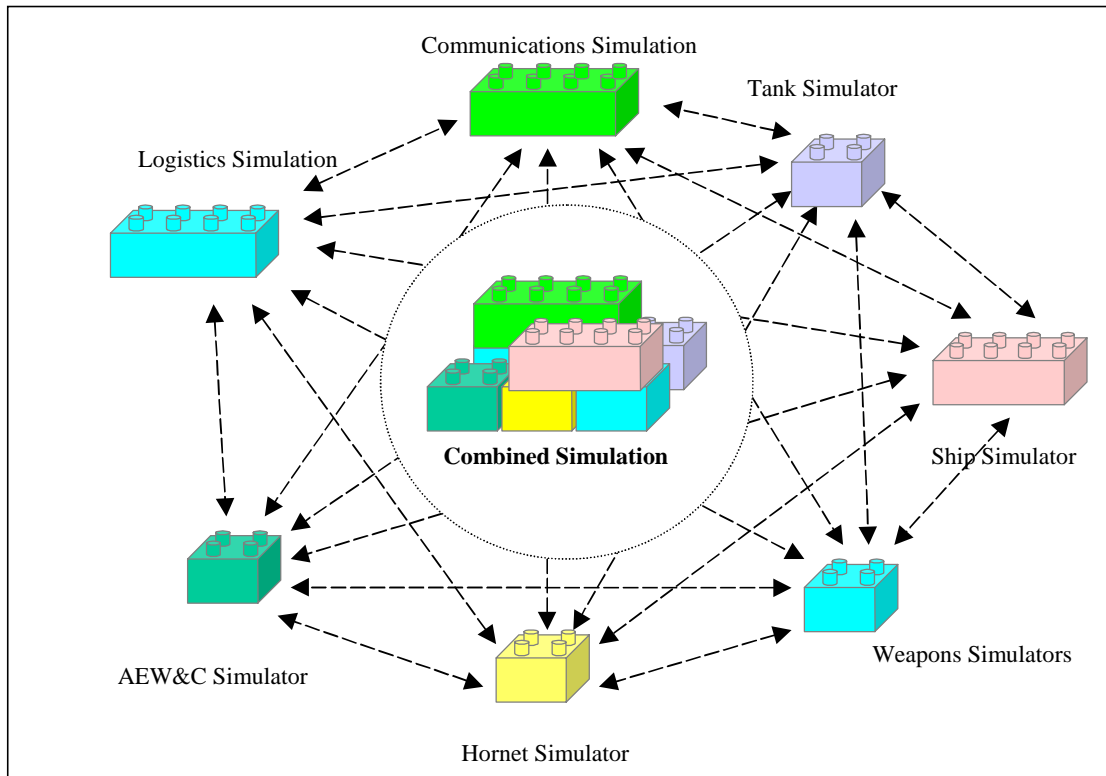 Communications Simulation
Tank Simulator
Logistics Simulation
Combined Simulation
Ship Simulator
Weapons Simulators
AEW&C Simulator
Hornet Simulator